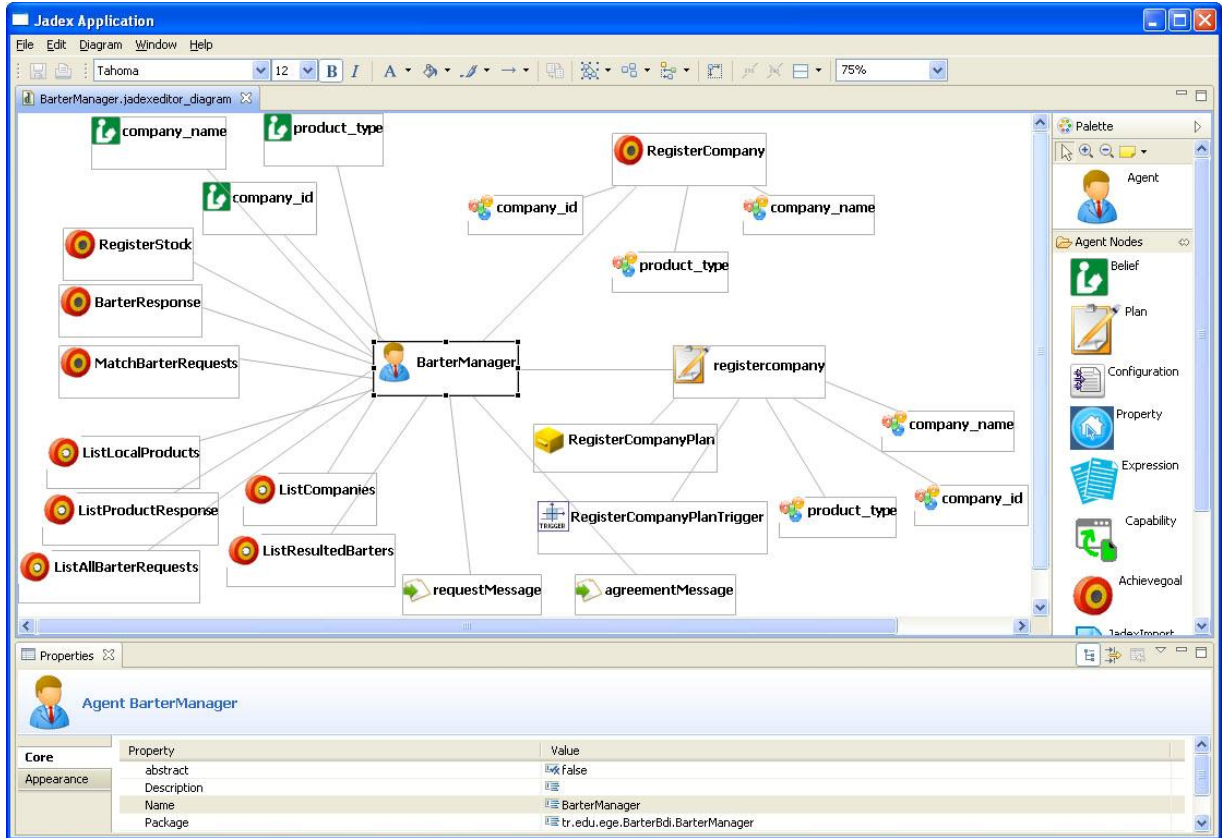 Jadex Application
File Edit Diagram Window Help
Tahoma 12 B I A 75%
BarterManager.jadexeditor_diagram
company_name
product_type
company_id
RegisterStock
BarterResponse
MatchBarterRequests
ListLocalProducts
ListProductResponse
ListAllBarterRequests
ListCompanies
ListResultedBarters
BarterManager
requestMessage
agreementMessage
RegisterCompany
company_id
company_name
product_type
registercompany
RegisterCompanyPlan
TRIGGER
RegisterCompanyPlanTrigger
product_type
company_id
company_name
Palette
Agent
Agent Nodes
Belief
Plan
Configuration
Property
Expression
Capability
Achievegoal
JadexImport
Properties
Agent BarterManager
Core
Appearance
Property Value
abstract false
Description
Name BarterManager
Package tr.edu.ege.BarterBdi.BarterManager